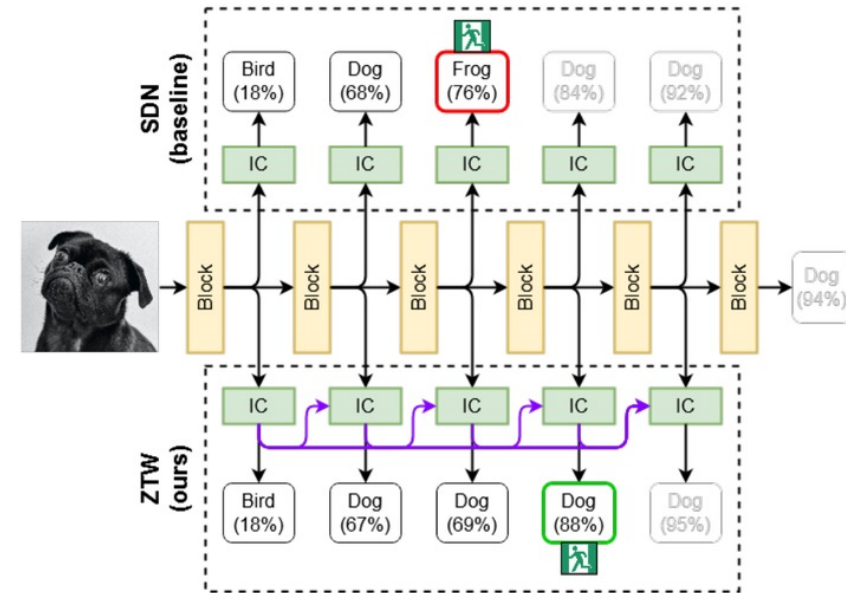 SDN
(baseline)
Bird
(18%)
Dog
(68%)
Frog
(76%)
Dog
(84%)
Dog
(92%)
IC
IC
IC
IC
IC
Block
Block
Block
Block
Block
Block
Dog
(94%)
ZTW
(ours)
IC
IC
IC
IC
IC
Bird
(18%)
Dog
(67%)
Dog
(69%)
Dog
(88%)
Dog
(95%)